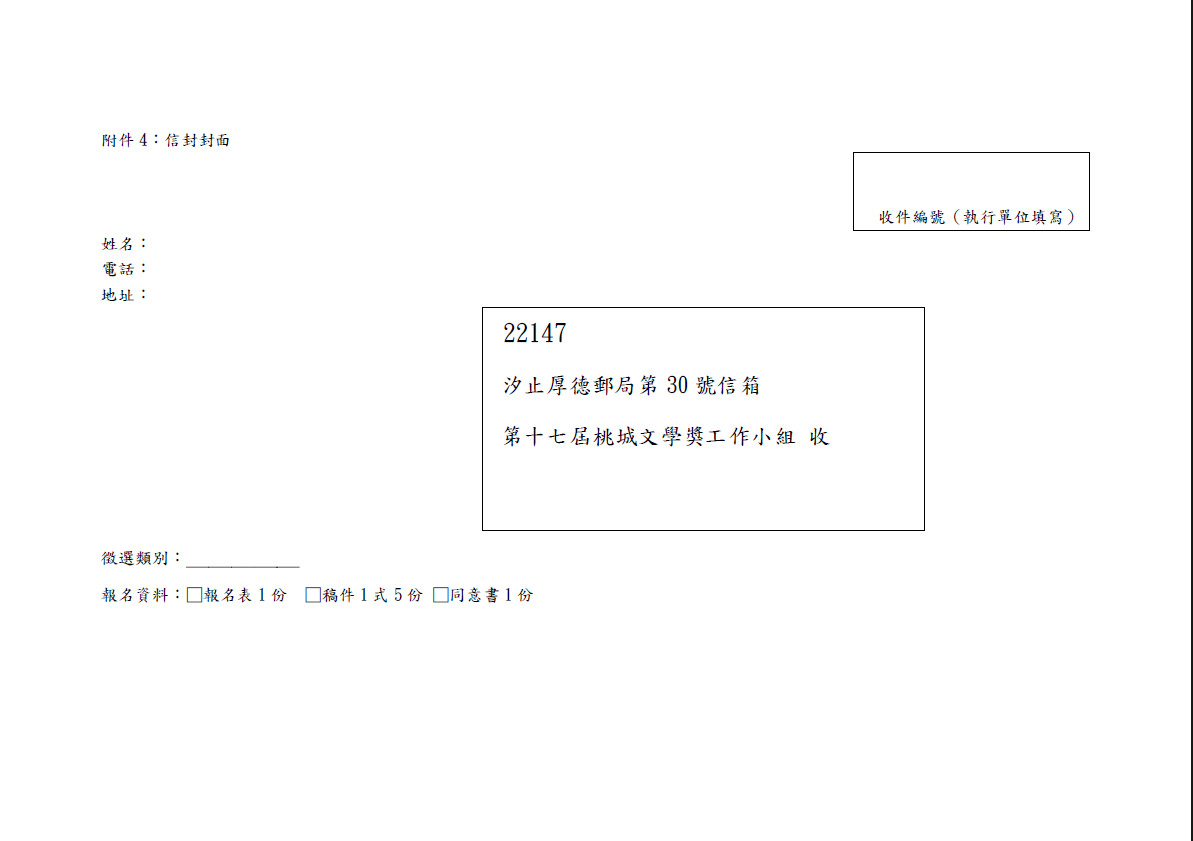 附件 4：信封封面
收件編號（執行單位填寫）
姓名：
電話：
地址：
22147
汐止厚德郵局第 30 號信箱
第十七屆桃城文學獎工作小組 收
徵選類別：_____________
報名資料：□報名表 1 份 □稿件 1 式 5 份 □同意書 1 份